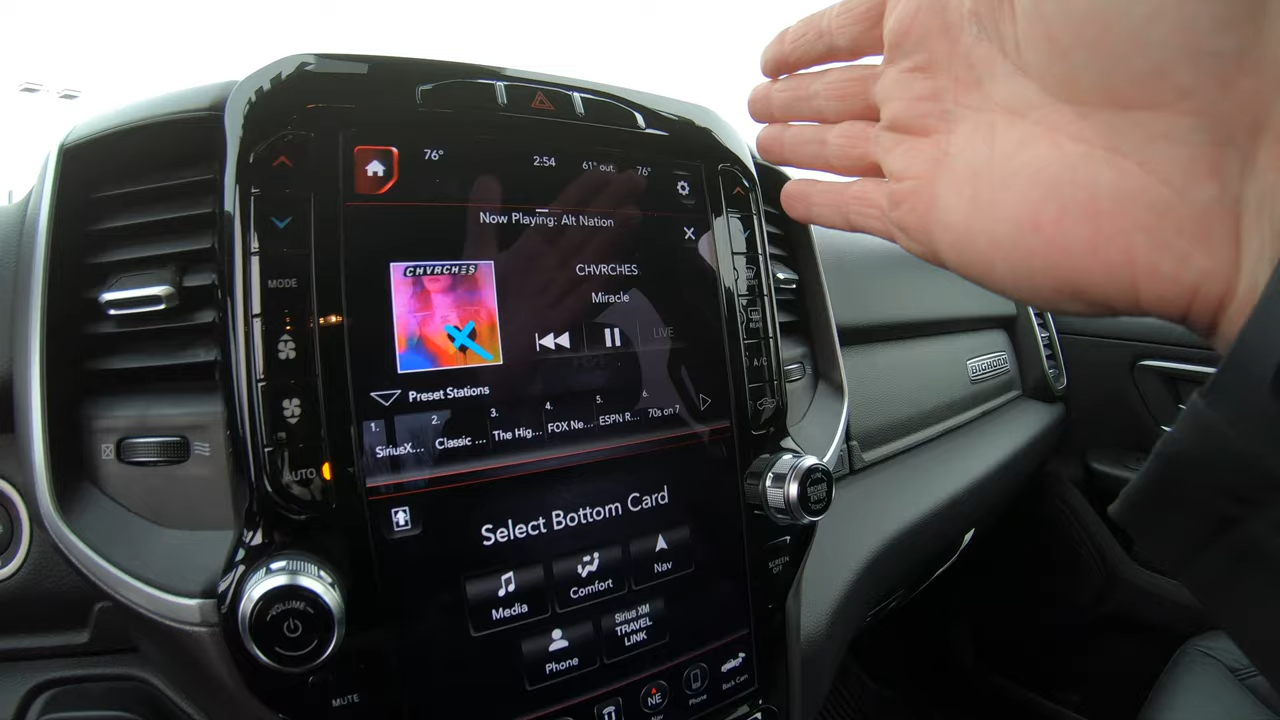 76°
2:54
61° out.
76°
Now Playing: Alt Nation
X
CHVRCHES
CHVRCHES
Miracle
LIVE
Preset Stations
1. SiriusX...
2. Classic ...
3. The Hig...
4. FOX Ne...
5. ESPN R...
6. 70s on 7
Select Bottom Card
Media
Comfort
Nav
Phone
Sirius XM
TRAVEL
LINK
NE
Nav
Phone
Back Cam
MODE
AUTO
VOLUME
MUTE
REAR
A/C
BROWSE
ENTER
SCREEN
OFF
BIGHORN